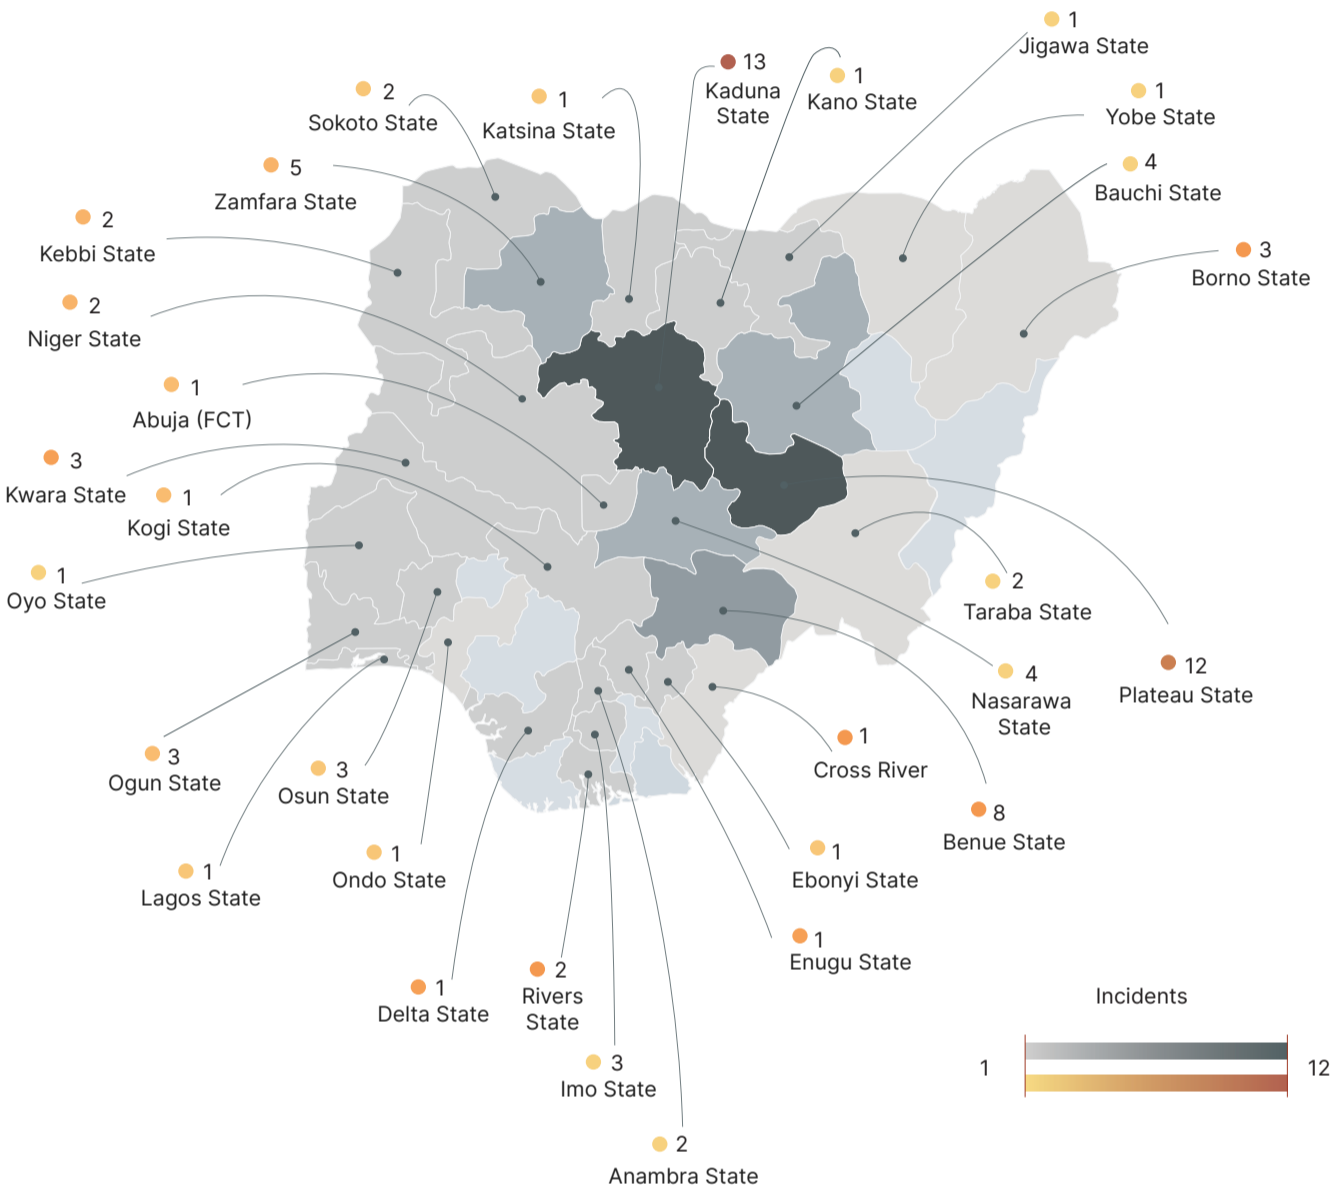 1
Jigawa State
13
Kaduna
State
1
Kano State
2
Sokoto State
1
Katsina State
1
Yobe State
5
Zamfara State
4
Bauchi State
2
Kebbi State
3
Borno State
2
Niger State
1
Abuja (FCT)
3
Kwara State
1
Kogi State
1
Oyo State
2
Taraba State
12
Plateau State
4
Nasarawa
State
3
Ogun State
3
Osun State
1
Cross River
8
Benue State
1
Lagos State
1
Ondo State
1
Ebonyi State
1
Enugu State
1
Delta State
2
Rivers
State
3
Imo State
2
Anambra State
Incidents
1
12